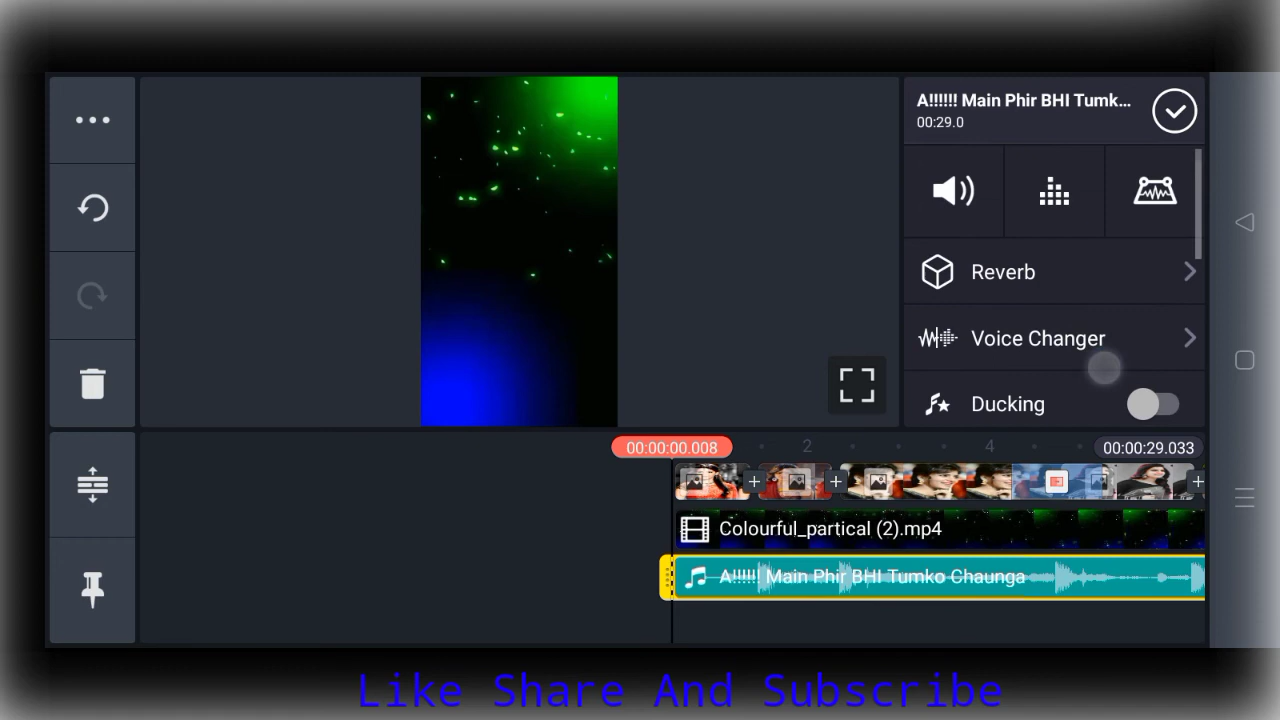 A!!!!!! Main Phir BHI Tumk...
00:29.0
Reverb
Voice Changer
Ducking
00:00:00.008
2
4
00:00:29.033
Colourful_partical (2).mp4
A!!!!!! Main Phir BHI Tumko Chaunga
Like Share And Subscribe